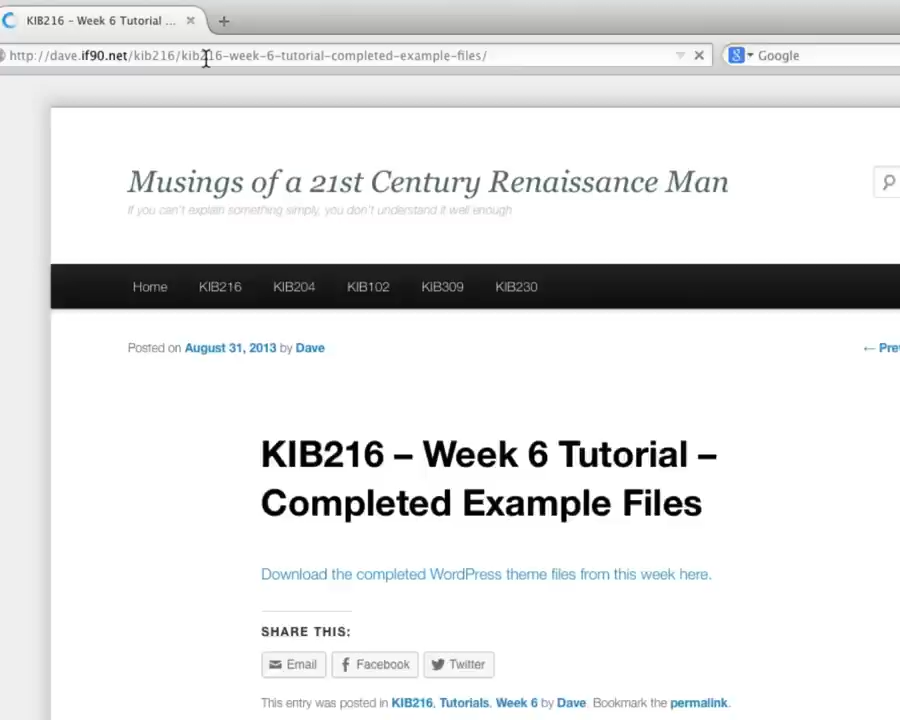 KIB216 – Week 6 Tutorial ...
http://dave.if90.net/kib216/kib216-week-6-tutorial-completed-example-files/
Google
Musings of a 21st Century Renaissance Man
If you can't explain something simply, you don't understand it well enough
Home KIB216 KIB204 KIB102 KIB309 KIB230
Posted on August 31, 2013 by Dave
← Prev
KIB216 – Week 6 Tutorial –
Completed Example Files
Download the completed WordPress theme files from this week here.
SHARE THIS:
Email Facebook Twitter
This entry was posted in KIB216, Tutorials, Week 6 by Dave. Bookmark the permalink.